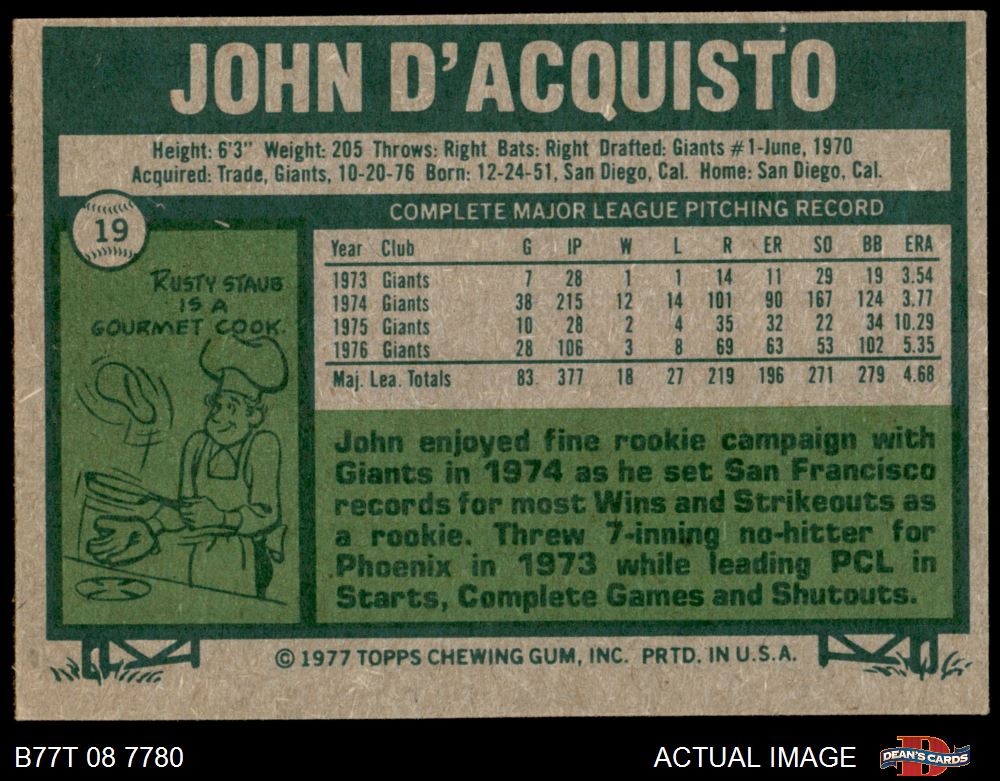 JOHN D'ACQUISTO
Height: 6'3" Weight: 205 Throws: Right Bats: Right Drafted: Giants #1-June, 1970
Acquired: Trade, Giants, 10-20-76 Born: 12-24-51, San Diego, Cal. Home: San Diego, Cal.
19
RUSTY STAUB
IS A
GOURMET COOK.
COMPLETE MAJOR LEAGUE PITCHING RECORD
Year Club G IP W L R ER SO BB ERA
1973 Giants 7 28 1 1 14 11 29 19 3.54
1974 Giants 38 215 12 14 101 90 167 124 3.77
1975 Giants 10 28 2 4 35 32 22 34 10.29
1976 Giants 28 106 3 8 69 63 53 102 5.35
Maj. Lea. Totals 83 377 18 27 219 196 271 279 4.68
John enjoyed fine rookie campaign with
Giants in 1974 as he set San Francisco
records for most Wins and Strikeouts as
a rookie. Threw 7-inning no-hitter for
Phoenix in 1973 while leading PCL in
Starts, Complete Games and Shutouts.
© 1977 TOPPS CHEWING GUM, INC. PRTD. IN U.S.A.
B77T 08 7780
ACTUAL IMAGE
DEAN'S CARDS